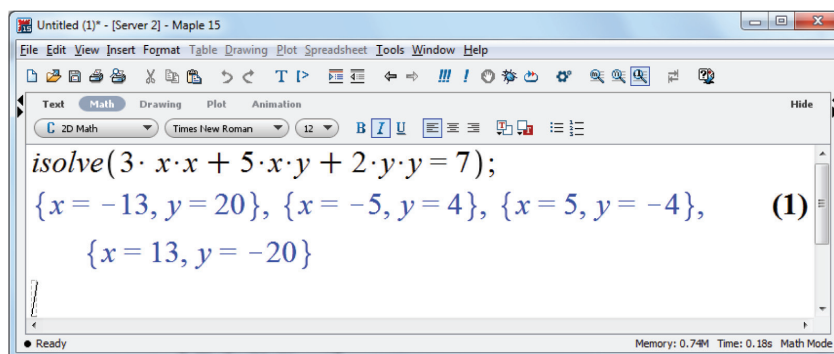 Untitled (1)* - [Server 2] - Maple 15
File Edit View Insert Format Table Drawing Plot Spreadsheet Tools Window Help
Text Math Drawing Plot Animation Hide
C 2D Math Times New Roman 12 B I U
isolve(3· x·x + 5·x·y + 2·y·y = 7);
{x = −13, y = 20}, {x = −5, y = 4}, {x = 5, y = −4}, (1)
{x = 13, y = −20}
Ready Memory: 0.74M Time: 0.18s Math Mode